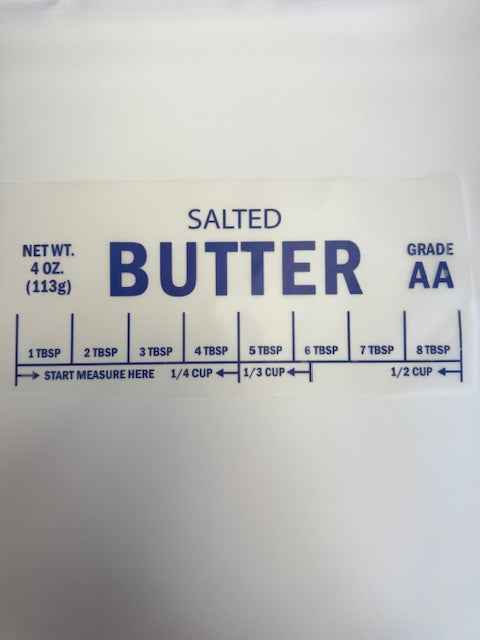 SALTED
BUTTER
NET WT.
4 OZ.
(113g)
GRADE
AA
1 TBSP 2 TBSP 3 TBSP 4 TBSP 5 TBSP 6 TBSP 7 TBSP 8 TBSP
START MEASURE HERE 1/4 CUP 1/3 CUP 1/2 CUP